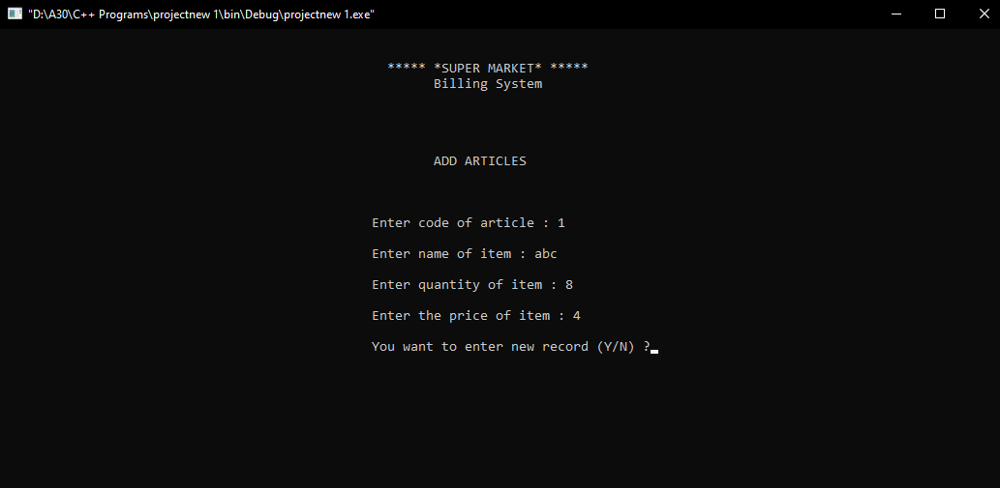 "D:\A30\C++ Programs\projectnew 1\bin\Debug\projectnew 1.exe"
***** *SUPER MARKET* *****
Billing System
ADD ARTICLES
Enter code of article : 1
Enter name of item : abc
Enter quantity of item : 8
Enter the price of item : 4
You want to enter new record (Y/N) ?